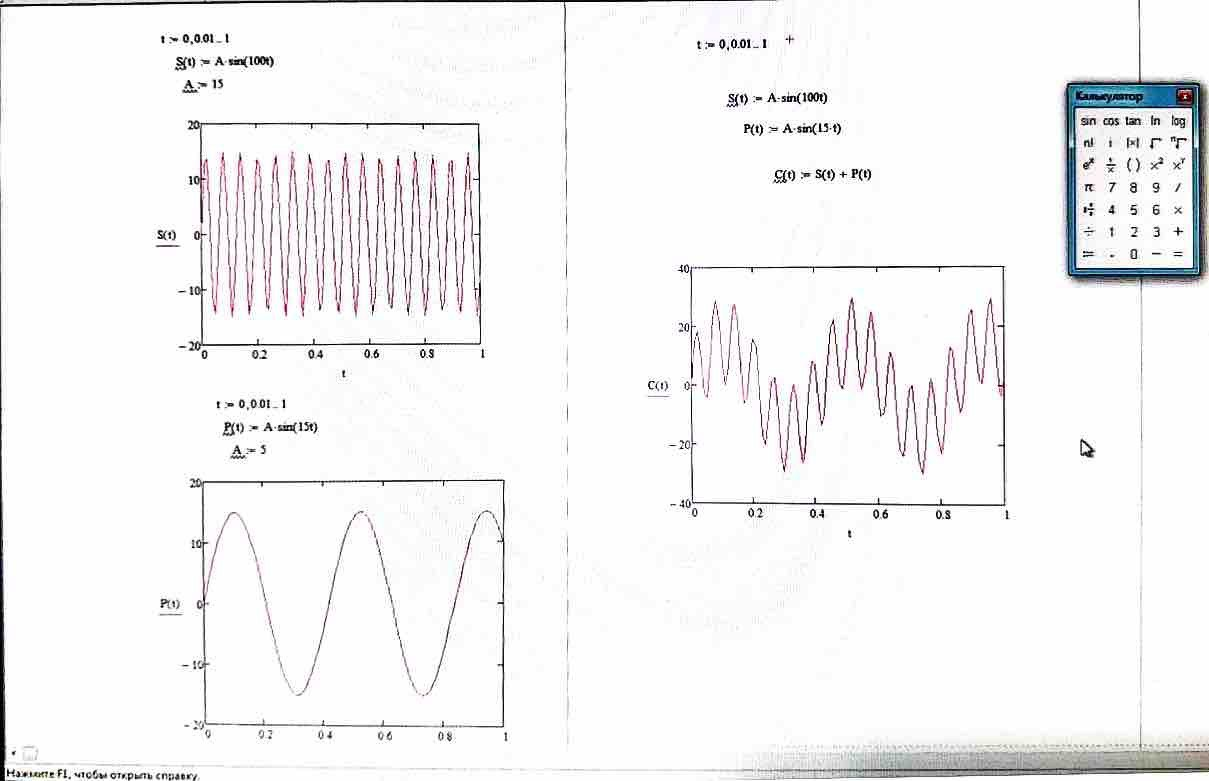 t := 0,0.01.. 1
S(t) := A·sin(100t)
A := 15
20
10
S(t)
0
− 10
− 20
0 0.2 0.4 0.6 0.8 1
t
t := 0,0.01.. 1
P(t) := A·sin(15t)
A := 5
20
10
P(t)
0
− 10
− 20
0 0.2 0.4 0.6 0.8 1
t := 0,0.01.. 1
S(t) := A·sin(100t)
P(t) := A·sin(15·t)
C(t) := S(t) + P(t)
40
20
C(t)
0
− 20
− 40
0 0.2 0.4 0.6 0.8 1
t
Калькулятор
sin cos tan ln log
n! i |×| √ ⁿ√
eˣ 1/x ( ) x² xʸ
π 7 8 9 /
4 5 6 ×
÷ 1 2 3 +
:= . 0 − =
Нажмите F1, чтобы открыть справку.